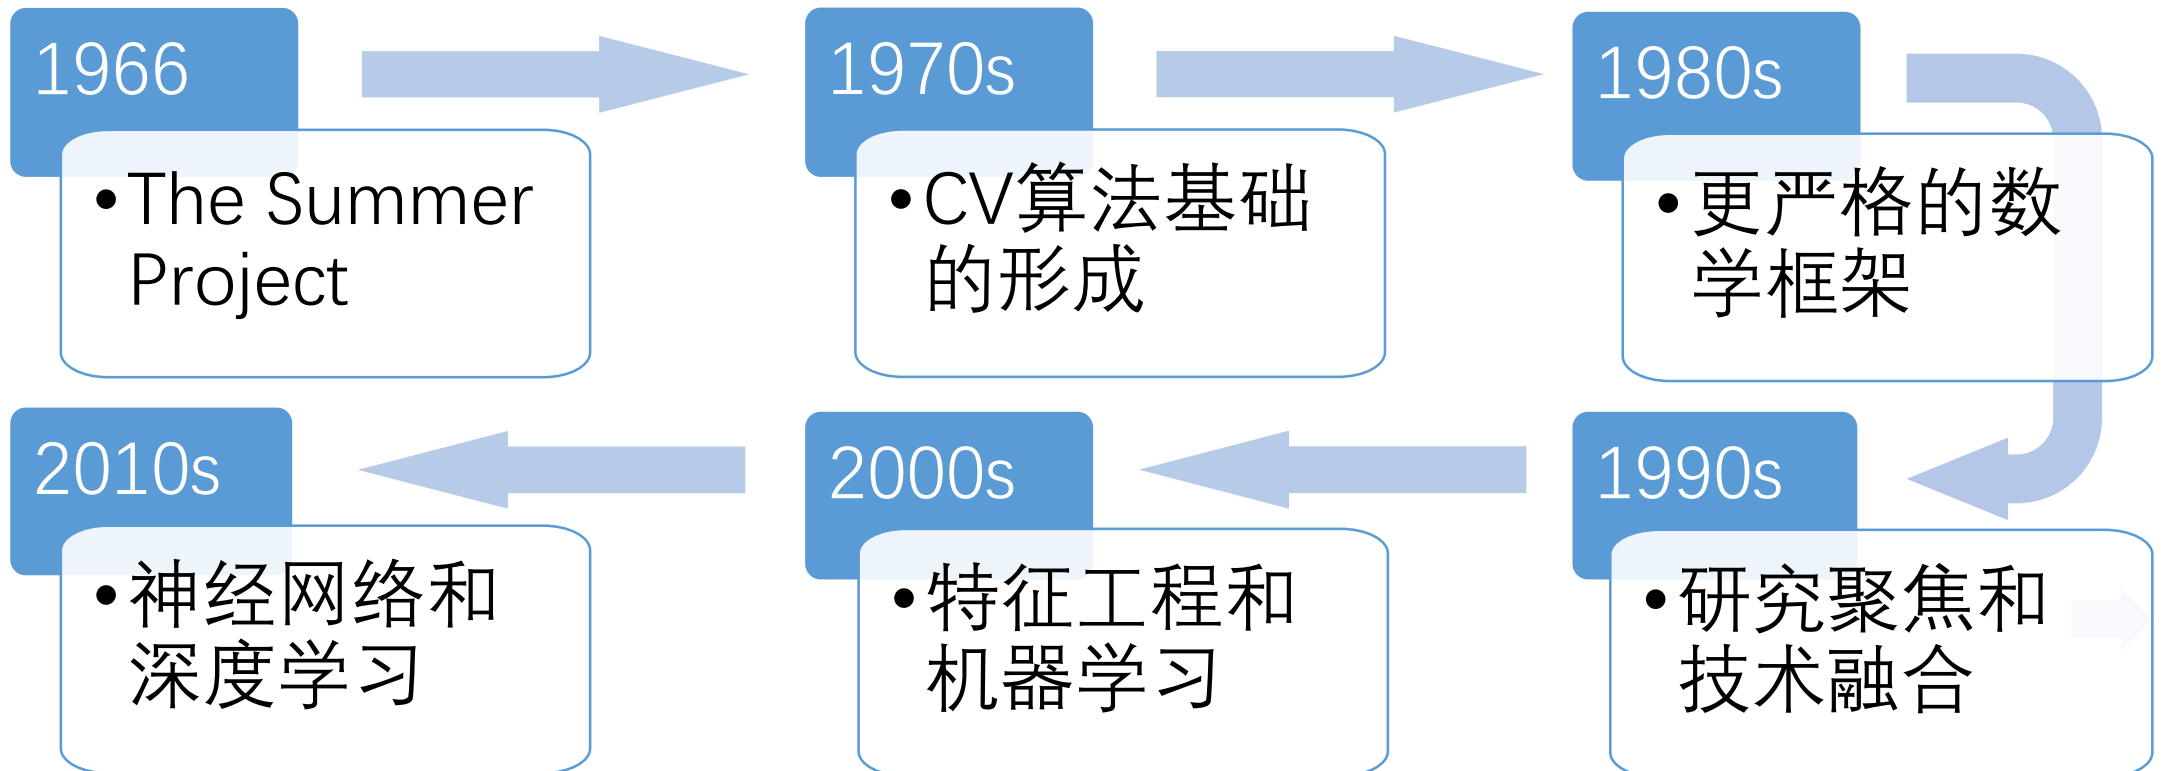 1966
• The Summer
Project
1970s
• CV算法基础
的形成
1980s
• 更严格的数
学框架
1990s
• 研究聚焦和
技术融合
2000s
• 特征工程和
机器学习
2010s
• 神经网络和
深度学习